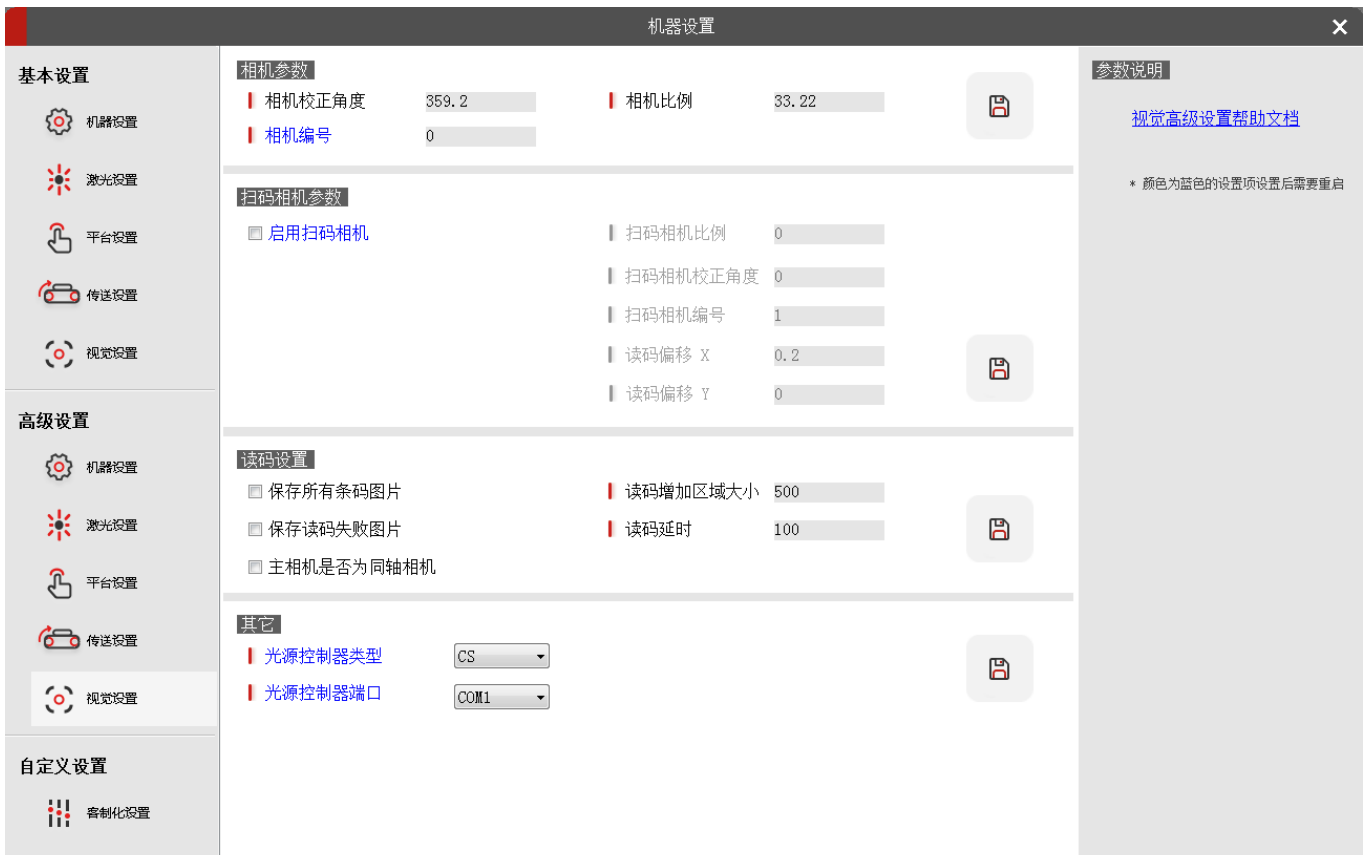 机器设置
基本设置
机器设置
激光设置
平台设置
传送设置
视觉设置
高级设置
机器设置
激光设置
平台设置
传送设置
视觉设置
自定义设置
客制化设置
相机参数
相机校正角度 359.2 相机比例 33.22
相机编号 0
扫码相机参数
启用扫码相机 扫码相机比例 0
扫码相机校正角度 0
扫码相机编号 1
读码偏移 X 0.2
读码偏移 Y 0
读码设置
保存所有条码图片 读码增加区域大小 500
保存读码失败图片 读码延时 100
主相机是否为同轴相机
其它
光源控制器类型 CS
光源控制器端口 COM1
参数说明
视觉高级设置帮助文档
* 颜色为蓝色的设置项设置后需要重启